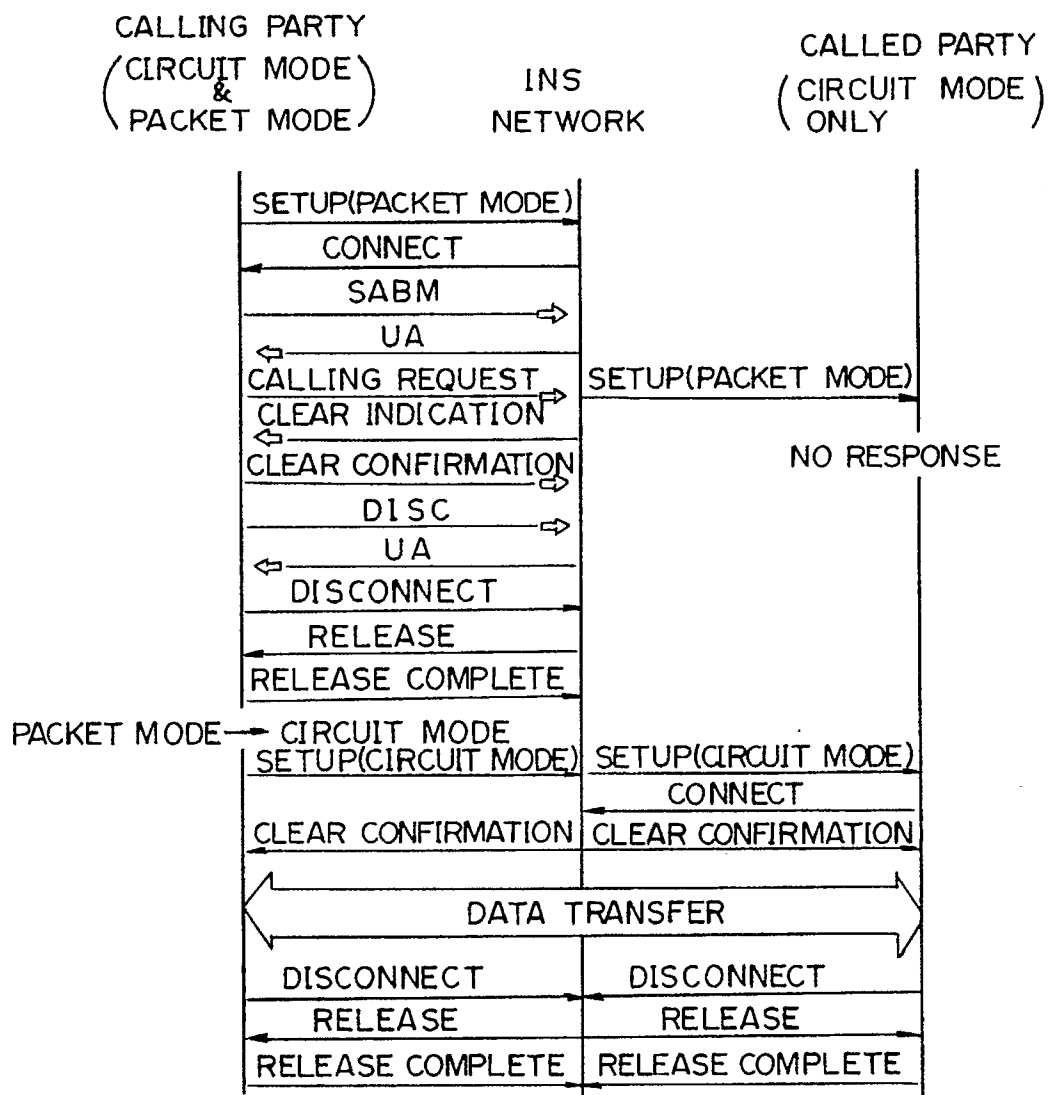 CALLING PARTY
(CIRCUIT MODE
&
PACKET MODE)
INS
NETWORK
CALLED PARTY
(CIRCUIT MODE
ONLY)
SETUP(PACKET MODE)
CONNECT
SABM
UA
CALLING REQUEST
SETUP(PACKET MODE)
CLEAR INDICATION
CLEAR CONFIRMATION
NO RESPONSE
DISC
UA
DISCONNECT
RELEASE
RELEASE COMPLETE
PACKET MODE → CIRCUIT MODE
SETUP(CIRCUIT MODE)
SETUP(CIRCUIT MODE)
CONNECT
CLEAR CONFIRMATION
CLEAR CONFIRMATION
DATA TRANSFER
DISCONNECT
DISCONNECT
RELEASE
RELEASE
RELEASE COMPLETE
RELEASE COMPLETE